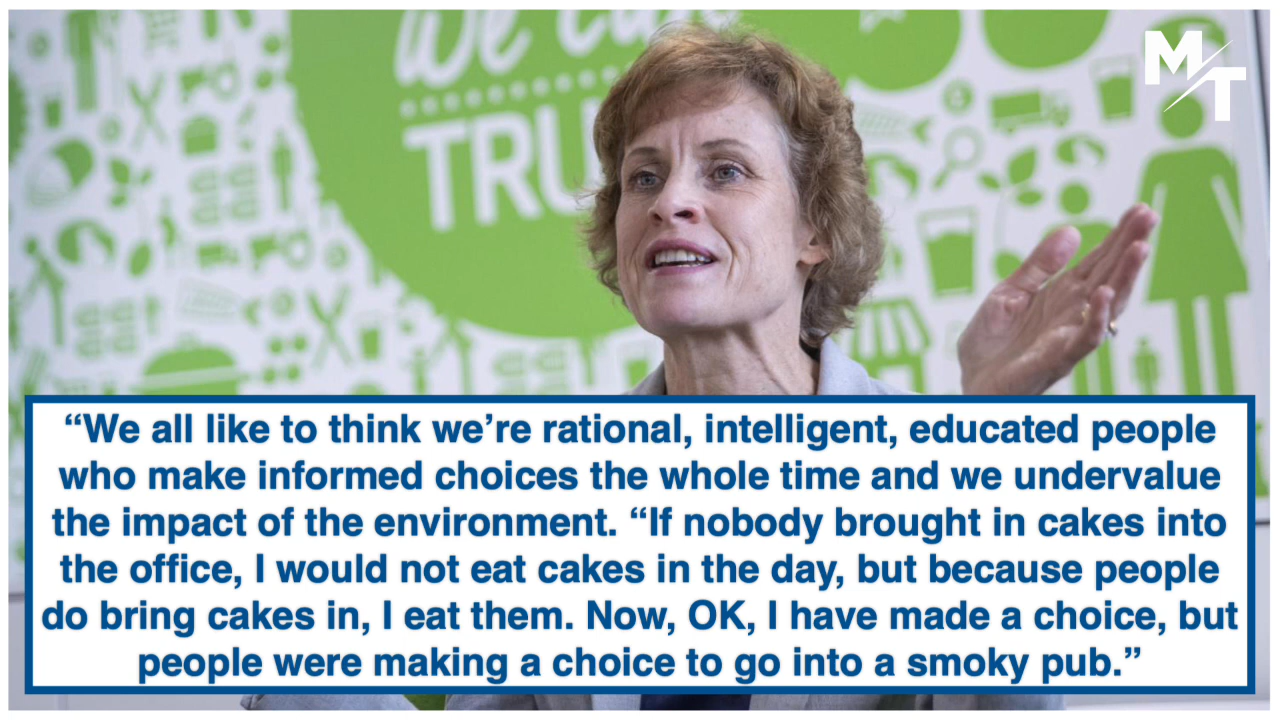 We ca
TRU
M/T
“We all like to think we’re rational, intelligent, educated people
who make informed choices the whole time and we undervalue
the impact of the environment. “If nobody brought in cakes into
the office, I would not eat cakes in the day, but because people
do bring cakes in, I eat them. Now, OK, I have made a choice, but
people were making a choice to go into a smoky pub.”